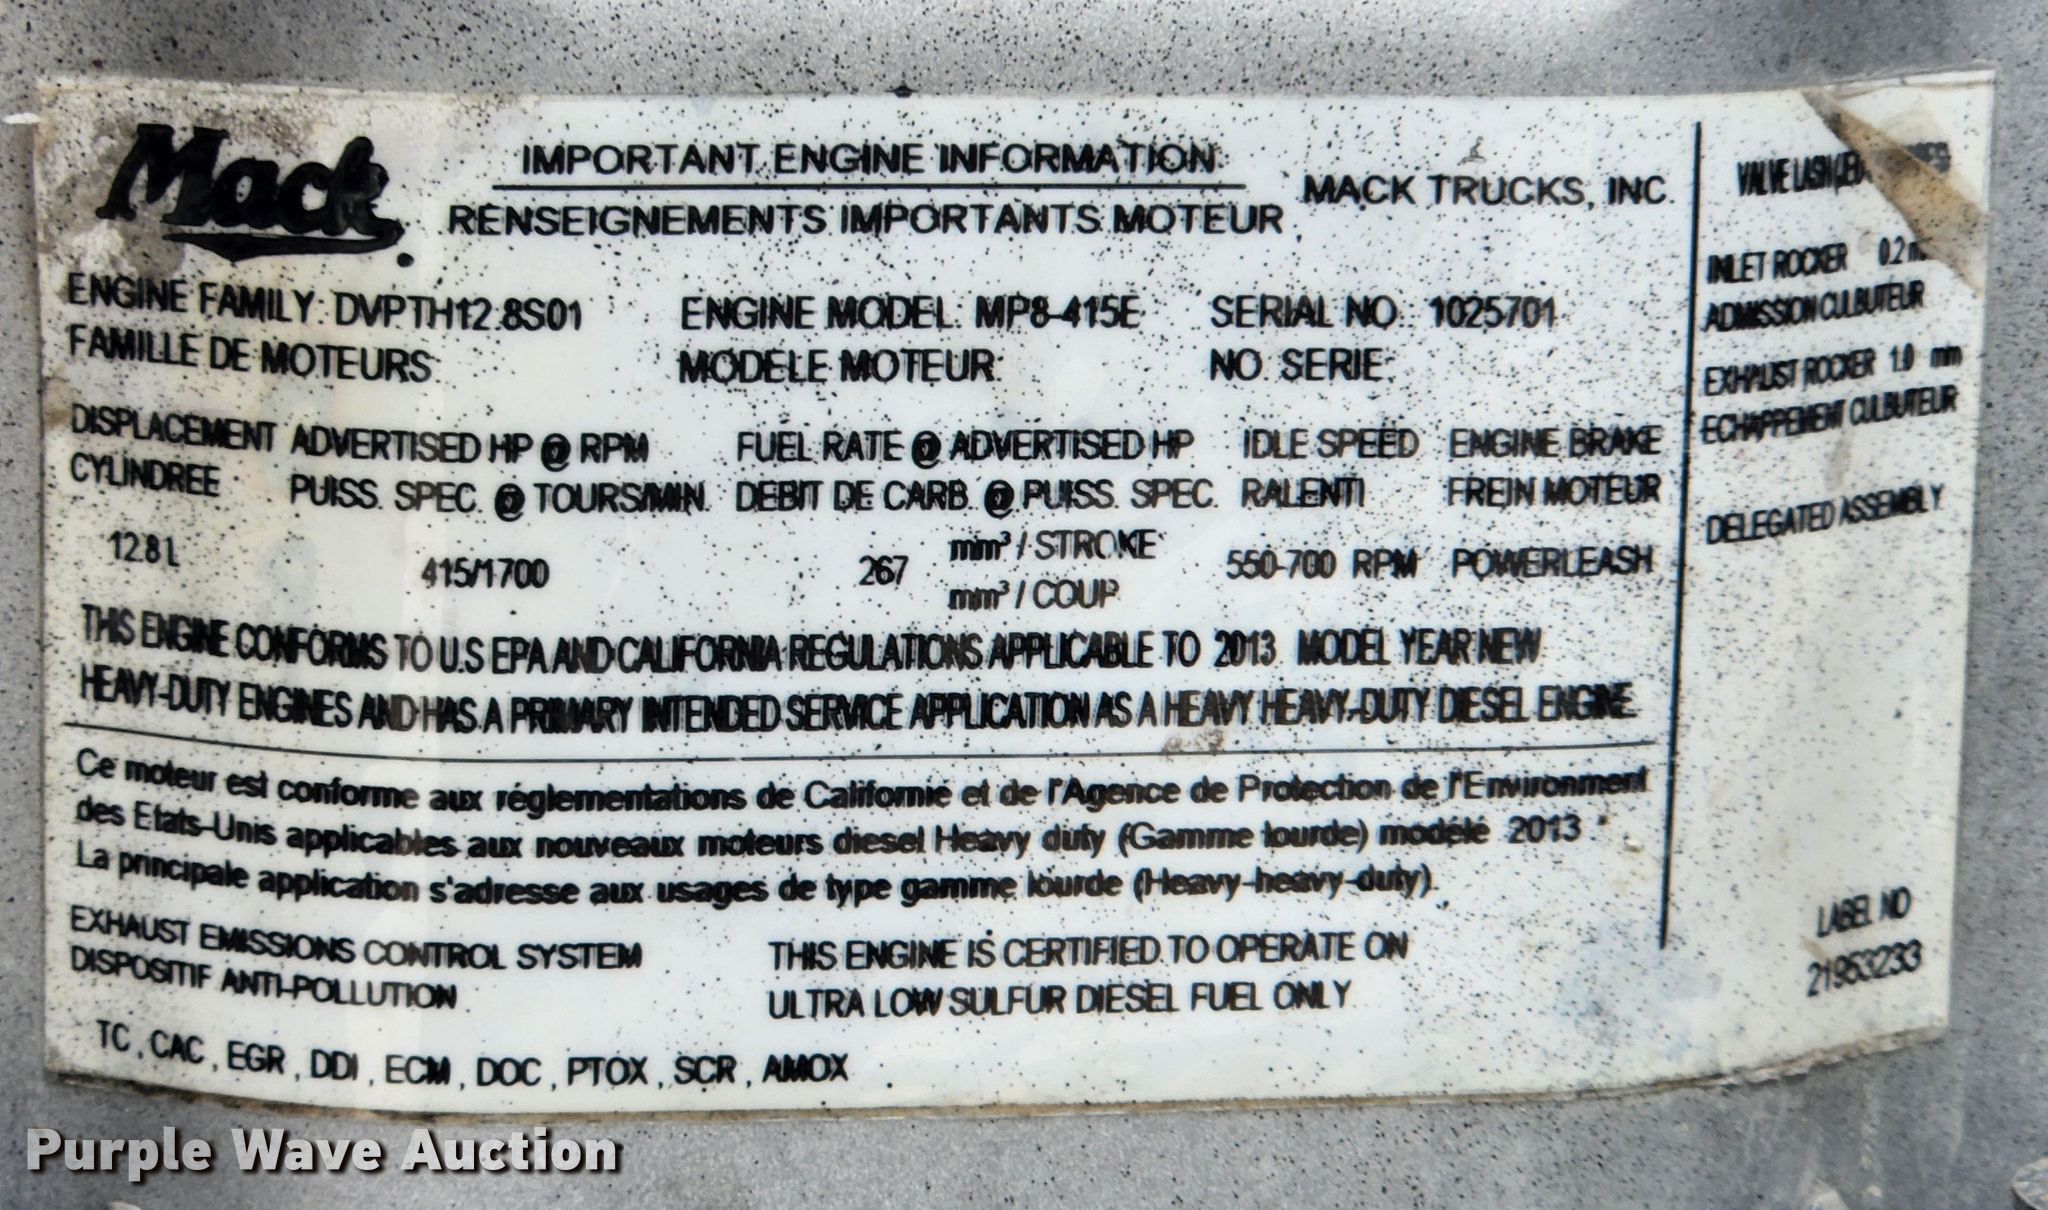 Mack
IMPORTANT ENGINE INFORMATION
RENSEIGNEMENTS IMPORTANTS MOTEUR
MACK TRUCKS, INC.
ENGINE FAMILY: DVPTH12.8S01 ENGINE MODEL: MP8-415E SERIAL NO.: 1025701
FAMILLE DE MOTEURS: MODELE MOTEUR: NO. SERIE:
DISPLACEMENT ADVERTISED HP @ RPM FUEL RATE @ ADVERTISED HP IDLE SPEED ENGINE BRAKE
CYLINDREE PUISS. SPEC. @ TOURS/MIN. DEBIT DE CARB. @ PUISS. SPEC. RALENTI FREIN MOTEUR
12.8 L 415/1700 267 mm³ / STROKE 550-700 RPM POWERLEASH
mm³ / COUP
THIS ENGINE CONFORMS TO U.S EPA AND CALIFORNIA REGULATIONS APPLICABLE TO 2013 MODEL YEAR NEW
HEAVY-DUTY ENGINES AND HAS A PRIMARY INTENDED SERVICE APPLICATION AS A HEAVY HEAVY-DUTY DIESEL ENGINE
Ce moteur est conforme aux réglementations de Californie et de l'Agence de Protection de l'Environment
des Etats-Unis applicables aux nouveaux moteurs diesel Heavy duty (Gamme lourde) modéle 2013
La principale application s'adresse aux usages de type gamme lourde (Heavy-heavy-duty).
EXHAUST EMISSIONS CONTROL SYSTEM
DISPOSITIF ANTI-POLLUTION
THIS ENGINE IS CERTIFIED TO OPERATE ON
ULTRA LOW SULFUR DIESEL FUEL ONLY
TC, CAC, EGR, DDI, ECM, DOC, PTOX, SCR, AMOX
VALVE LASH
INLET ROCKER 0.2
ADMISSION CULBUTEUR
EXHAUST ROCKER 1.0 mm
ECHAPPEMENT CULBUTEUR
DELEGATED ASSEMBLY
LABEL NO
21953233
Purple Wave Auction